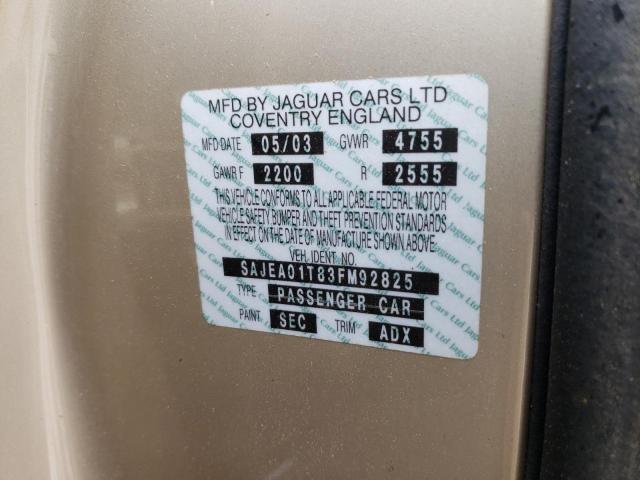 MFD BY JAGUAR CARS LTD
COVENTRY ENGLAND
MFD DATE 05/03 GVWR 4755
GAWR F 2200 R 2555
THIS VEHICLE CONFORMS TO ALL APPLICABLE FEDERAL MOTOR
VEHICLE SAFETY BUMPER AND THEFT PREVENTION STANDARDS
IN EFFECT ON THE DATE OF MANUFACTURE SHOWN ABOVE.
VEH. IDENT NO.
SAJEA01T83FM92825
TYPE PASSENGER CAR
PAINT SEC TRIM ADX